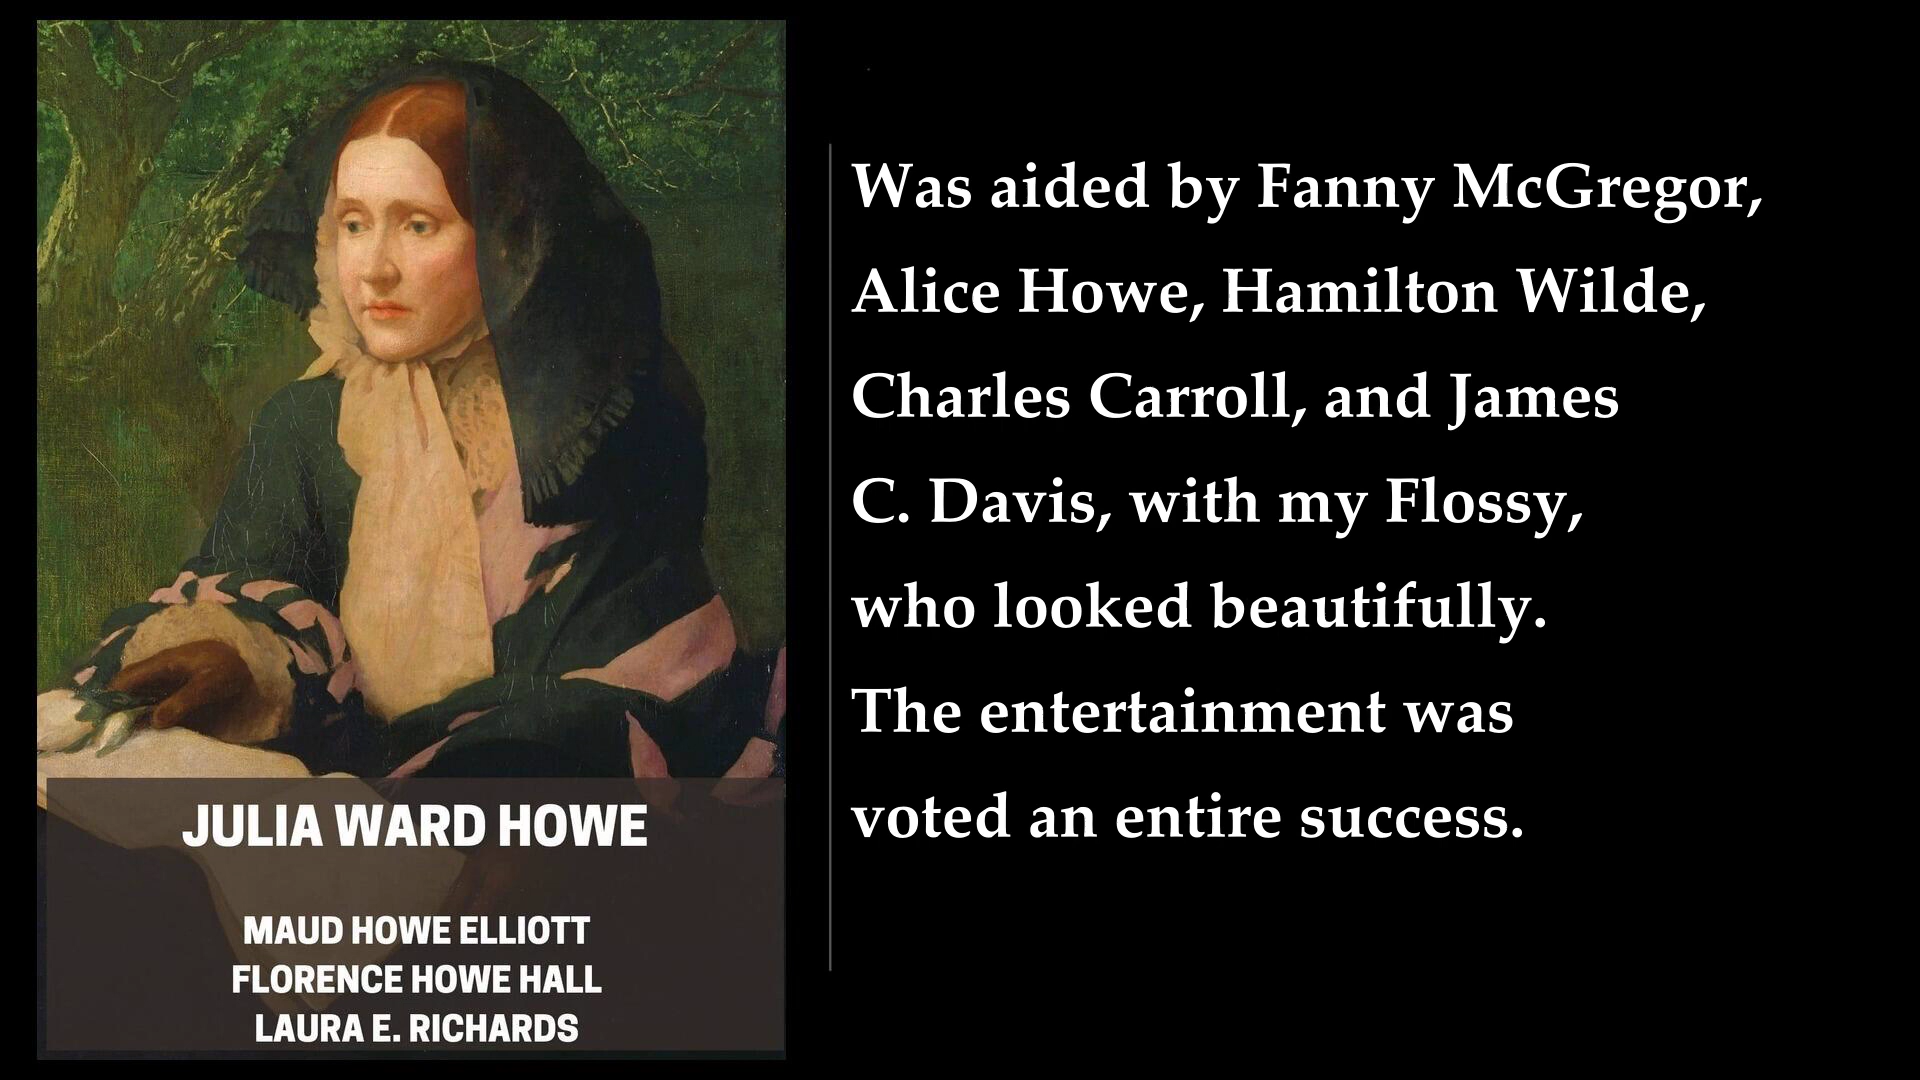 JULIA WARD HOWE
MAUD HOWE ELLIOTT
FLORENCE HOWE HALL
LAURA E. RICHARDS
Was aided by Fanny McGregor,
Alice Howe, Hamilton Wilde,
Charles Carroll, and James
C. Davis, with my Flossy,
who looked beautifully.
The entertainment was
voted an entire success.